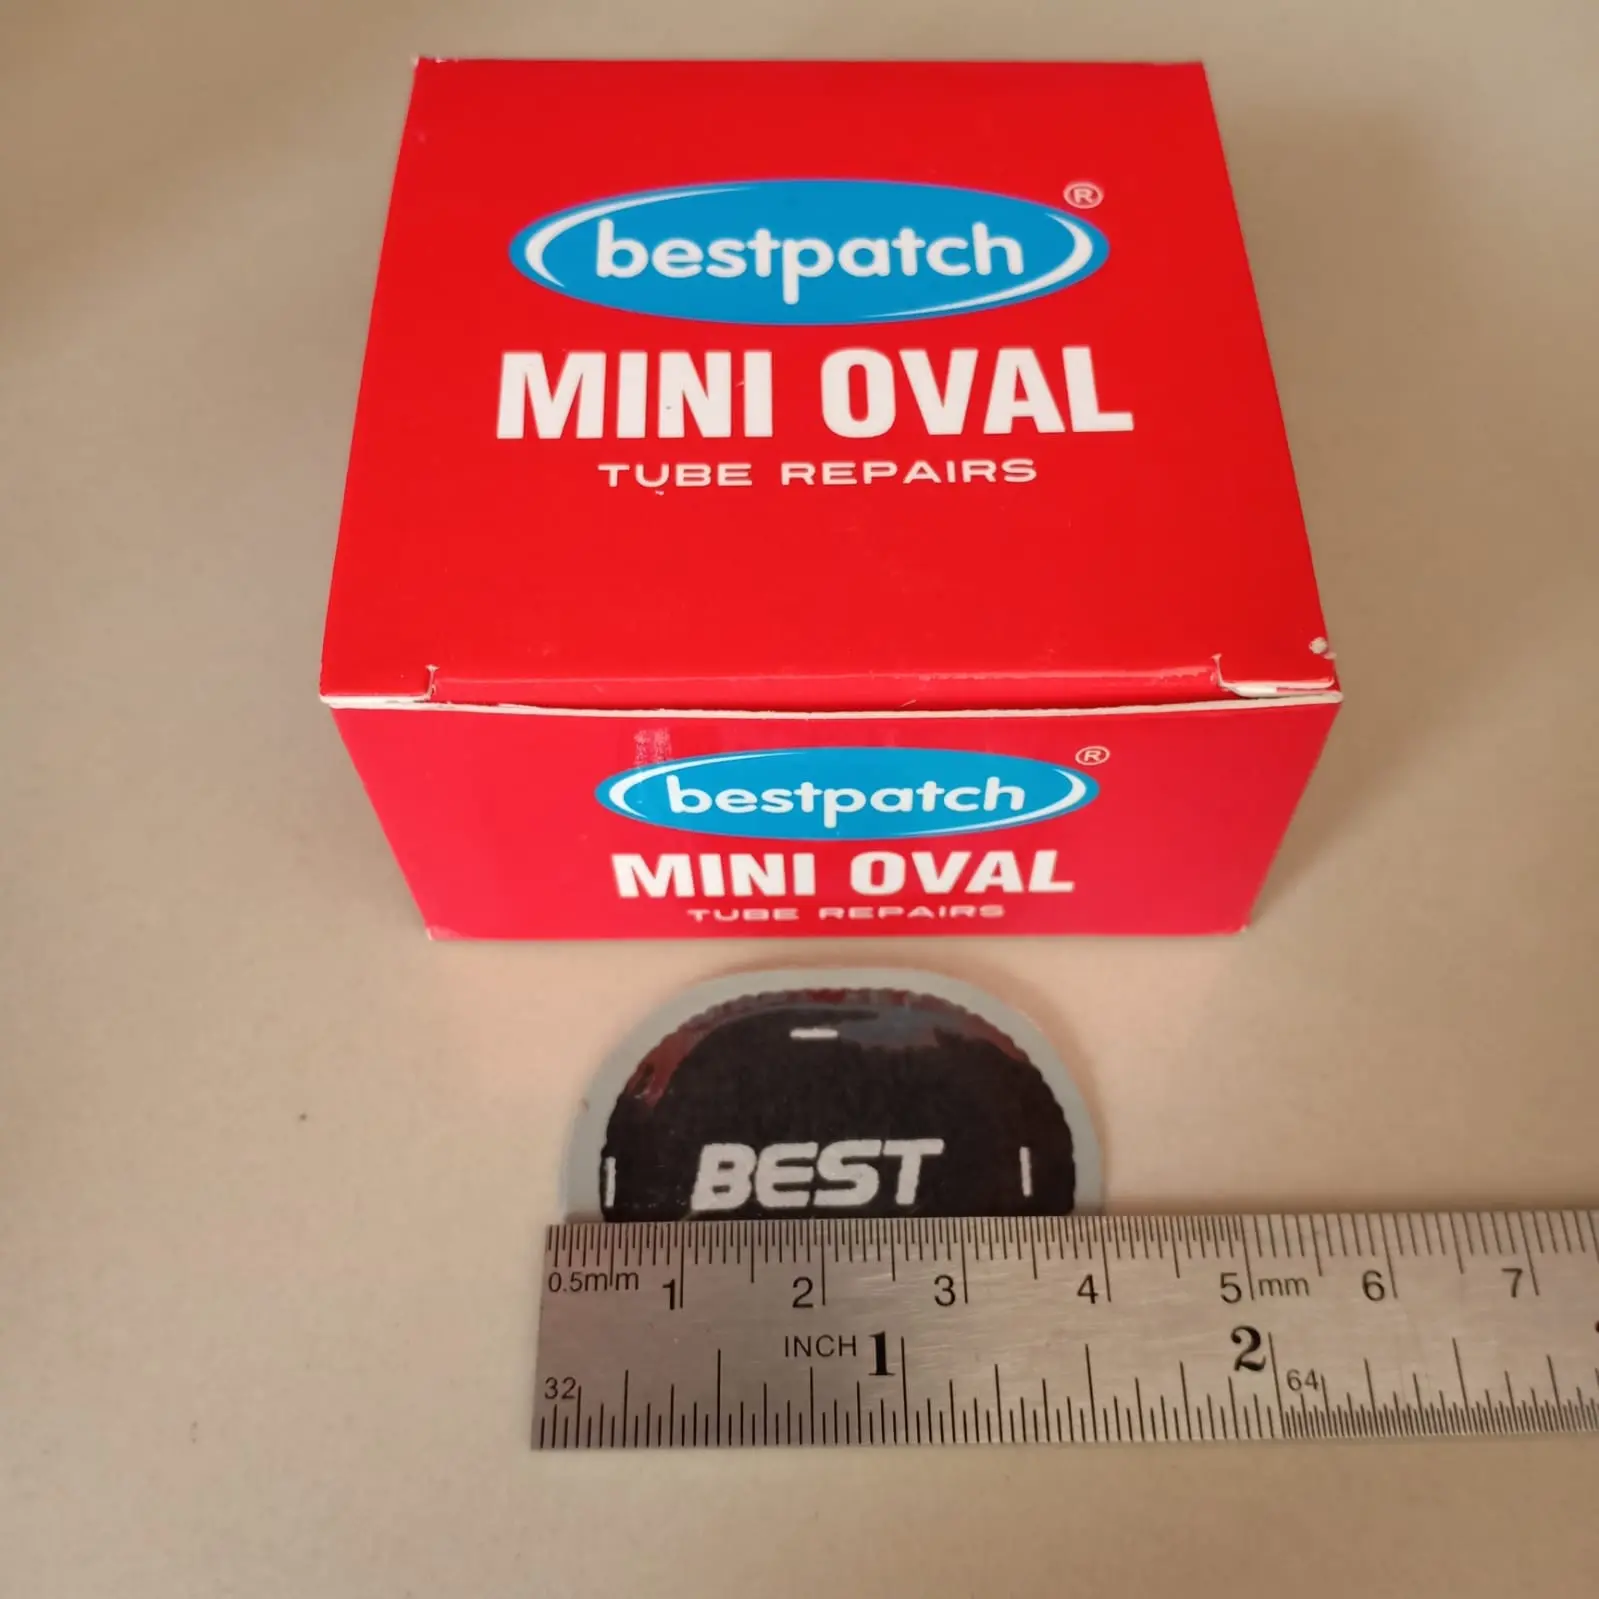 bestpatch ®
MINI OVAL
TUBE REPAIRS
bestpatch ®
MINI OVAL
TUBE REPAIRS
BEST
0.5mm 1 2 3 4 5 mm 6 7
INCH 1 2
32 64